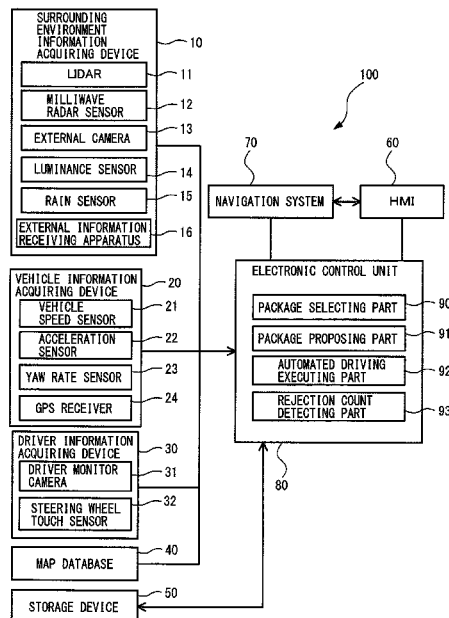 SURROUNDING
ENVIRONMENT
INFORMATION
ACQUIRING DEVICE
10
LIDAR
11
MILLIWAVE
RADAR SENSOR
12
EXTERNAL CAMERA
13
LUMINANCE SENSOR
14
RAIN SENSOR
15
EXTERNAL INFORMATION
RECEIVING APPARATUS
16
VEHICLE INFORMATION
ACQUIRING DEVICE
20
VEHICLE
SPEED SENSOR
21
ACCELERATION
SENSOR
22
YAW RATE SENSOR
23
GPS RECEIVER
24
DRIVER INFORMATION
ACQUIRING DEVICE
30
DRIVER MONITOR
CAMERA
31
STEERING WHEEL
TOUCH SENSOR
32
MAP DATABASE
40
STORAGE DEVICE
50
100
70
NAVIGATION SYSTEM
60
HMI
ELECTRONIC CONTROL UNIT
PACKAGE SELECTING PART
90
PACKAGE PROPOSING PART
91
AUTOMATED DRIVING
EXECUTING PART
92
REJECTION COUNT
DETECTING PART
93
80